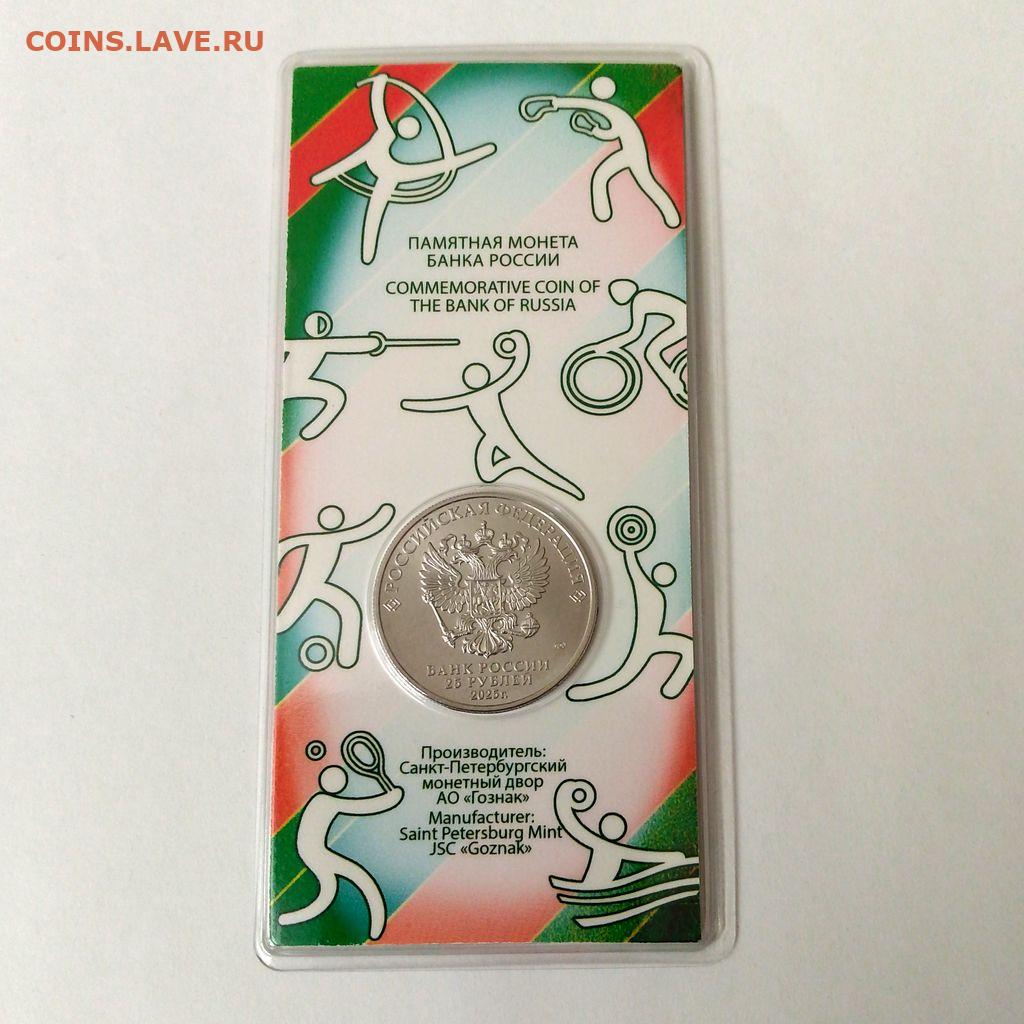 COINS.LAVE.RU
ПАМЯТНАЯ МОНЕТА
БАНКА РОССИИ
COMMEMORATIVE COIN OF
THE BANK OF RUSSIA
РОССИЙСКАЯ ФЕДЕРАЦИЯ
БАНК РОССИИ
25 РУБЛЕЙ
2025 г.
Производитель:
Санкт-Петербургский
монетный двор
АО «Гознак»
Manufacturer:
Saint Petersburg Mint
JSC «Goznak»